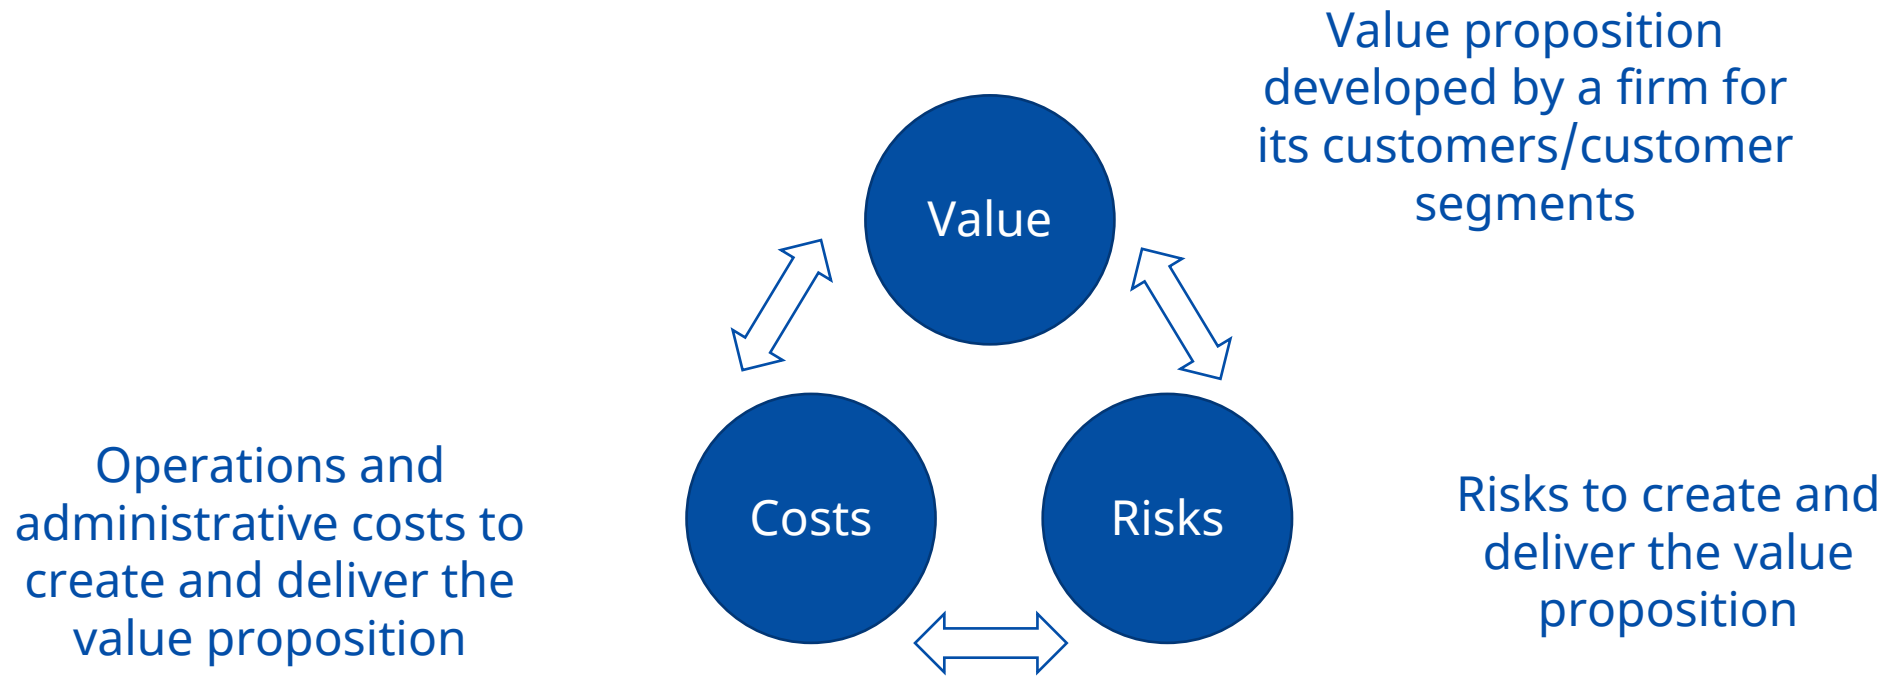 Value proposition
developed by a firm for
its customers/customer
segments
Value
Operations and
administrative costs to
create and deliver the
value proposition
Costs
Risks
Risks to create and
deliver the value
proposition